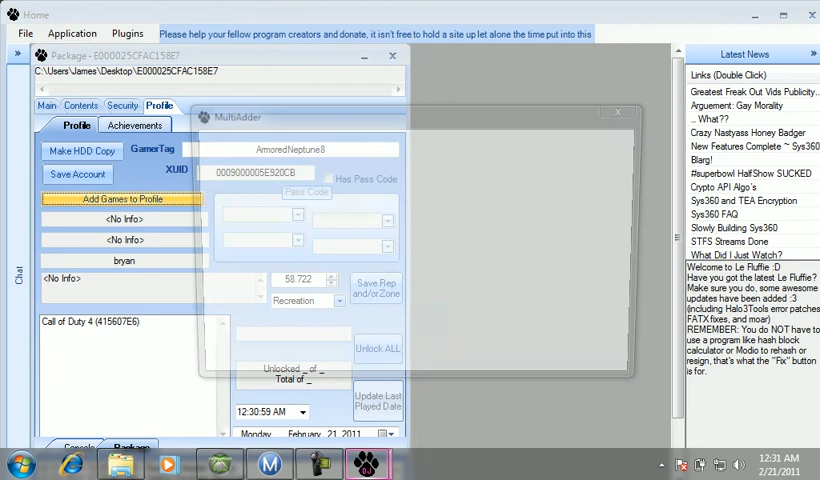 Home
File Application Plugins Please help your fellow program creators and donate, it isn't free to hold a site up let alone the time put into this
» Package - E000025CFAC158E7
C:\Users\James\Desktop\E000025CFAC158E7
Main Contents Security Profile
MultiAdder
Profile Achievements
Make HDD Copy GamerTag ArmoredNeptune8
Save Account XUID 0009000005E920CB Has Pass Code
Pass Code
Add Games to Profile
<No Info>
<No Info>
bryan
<No Info>
58.722
Save Rep
and/orZone
Recreation
Call of Duty 4 (415607E6)
Unlock ALL
Unlocked _ of _
Total of _
Update Last
Played Date
12:30:59 AM
Monday , February 21, 2011
Console Package
Chat
Latest News »
Links (Double Click)
Greatest Freak Out Vids Publicity...
Arguement: Gay Morality
.. What??
Crazy Nastyass Honey Badger
New Features Complete ~ Sys36
Blarg!
#superbowl HalfShow SUCKED
Crypto API Algo's
Sys360 and TEA Encryption
Sys360 FAQ
Slowly Building Sys360
STFS Streams Done
What Did I Just Watch?
Welcome to Le Fluffie :D
Have you got the latest Le Fluffie?
Make sure you do, some awesome
updates have been added :3
(including Halo3Tools error patches,
FATX fixes, and moar)
REMEMBER: You do NOT have to
use a program like hash block
calculator or Modio to rehash or
resign, that's what the "Fix" button
is for.
DJ
12:31 AM
2/21/2011